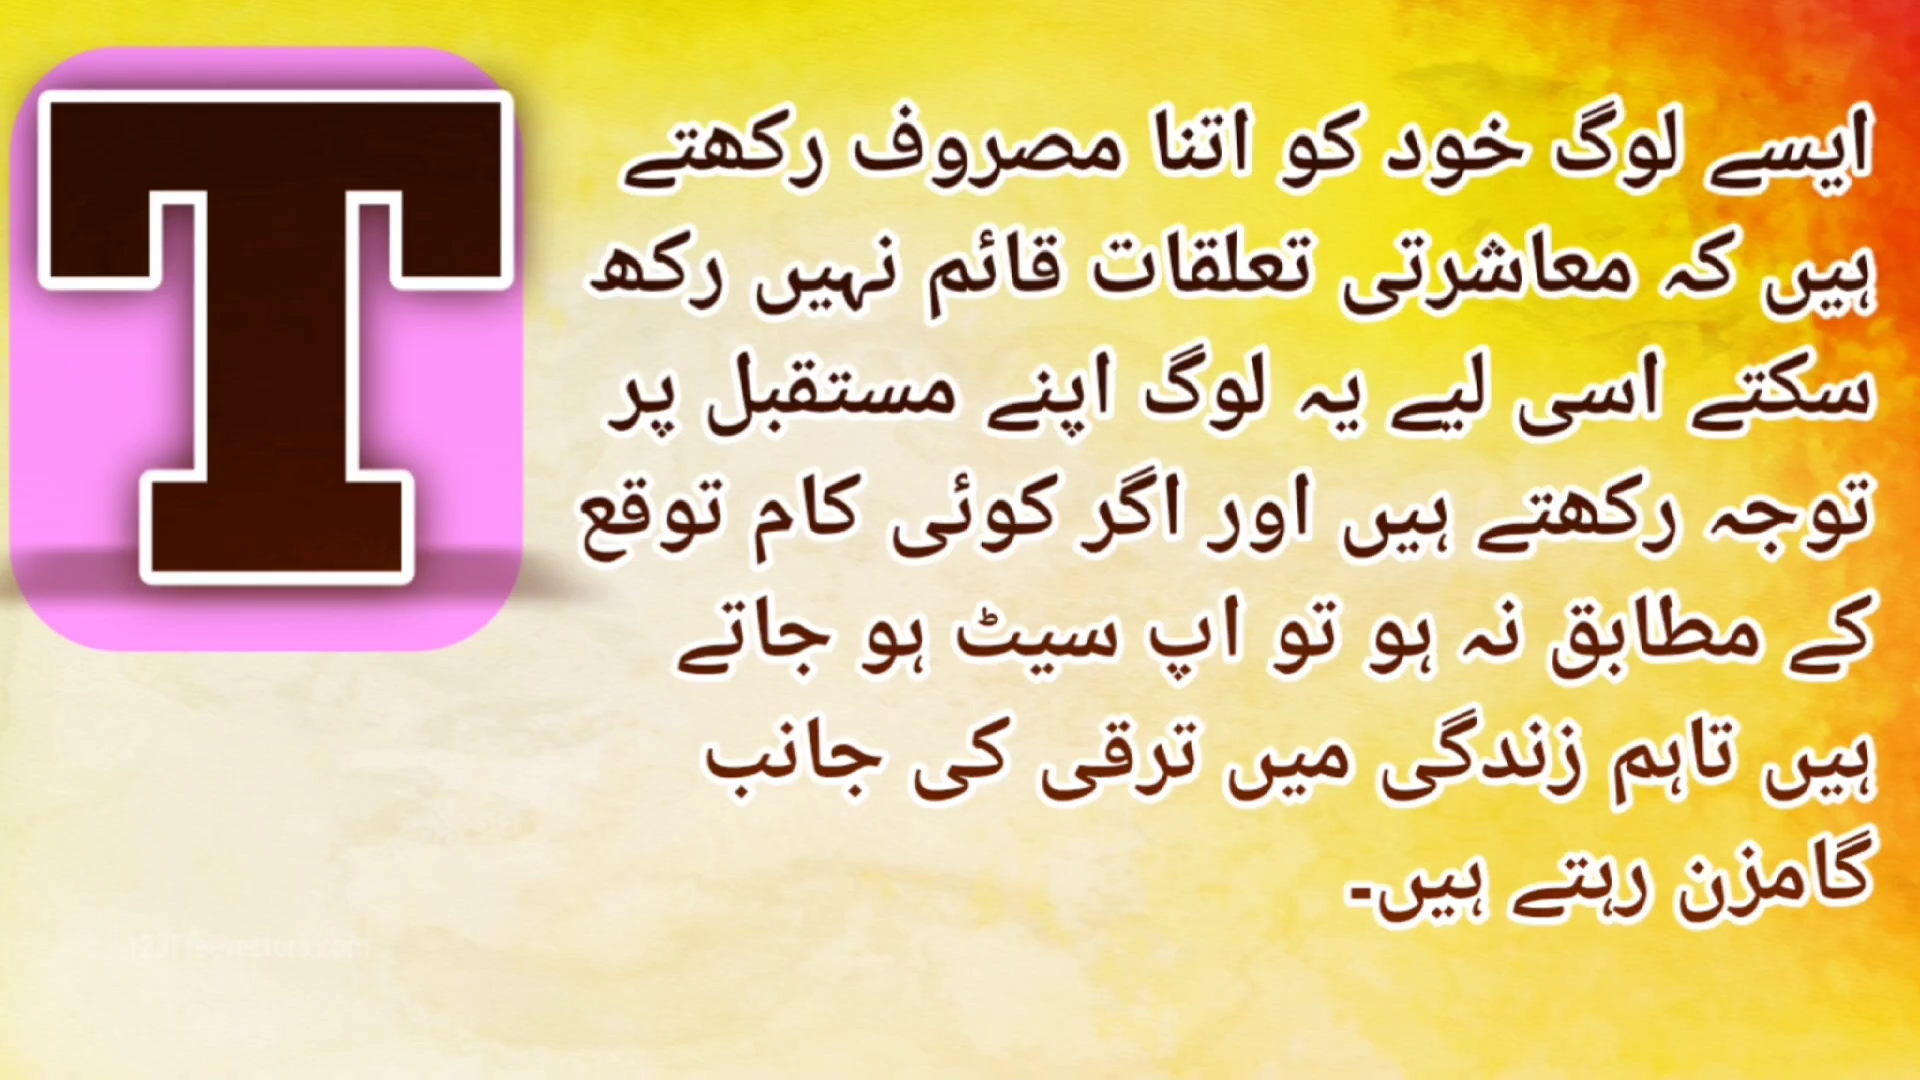 T
ایسے لوگ خود کو اتنا مصروف رکھتے
ہیں کہ معاشرتی تعلقات قائم نہیں رکھ
سکتے اسی لیے یہ لوگ اپنے مستقبل پر
توجہ رکھتے ہیں اور اگر کوئی کام توقع
کے مطابق نہ ہو تو اپ سیٹ ہو جاتے
ہیں تاہم زندگی میں ترقی کی جانب
گامزن رہتے ہیں۔